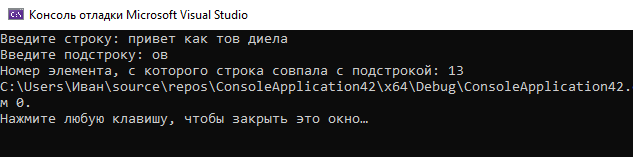 Консоль отладки Microsoft Visual Studio
Введите строку: привет как тов диела
Введите подстроку: ов
Номер элемента, с которого строка совпала с подстрокой: 13
C:\Users\Иван\source\repos\ConsoleApplication42\x64\Debug\ConsoleApplication42.
м 0.
Нажмите любую клавишу, чтобы закрыть это окно…